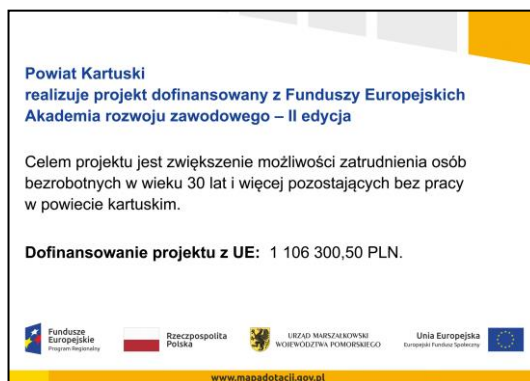 Powiat Kartuski
realizuje projekt dofinansowany z Funduszy Europejskich
Akademia rozwoju zawodowego – II edycja
Celem projektu jest zwiększenie możliwości zatrudnienia osób
bezrobotnych w wieku 30 lat i więcej pozostających bez pracy
w powiecie kartuskim.
Dofinansowanie projektu z UE: 1 106 300,50 PLN.
Fundusze
Europejskie
Program Regionalny
Rzeczpospolita
Polska
URZĄD MARSZAŁKOWSKI
WOJEWÓDZTWA POMORSKIEGO
Unia Europejska
Europejski Fundusz Społeczny
www.mapadotacji.gov.pl